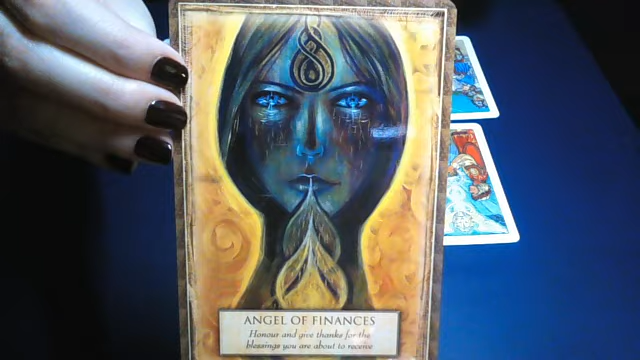 ANGEL OF FINANCES
Honour and give thanks for the
blessings you are about to receive